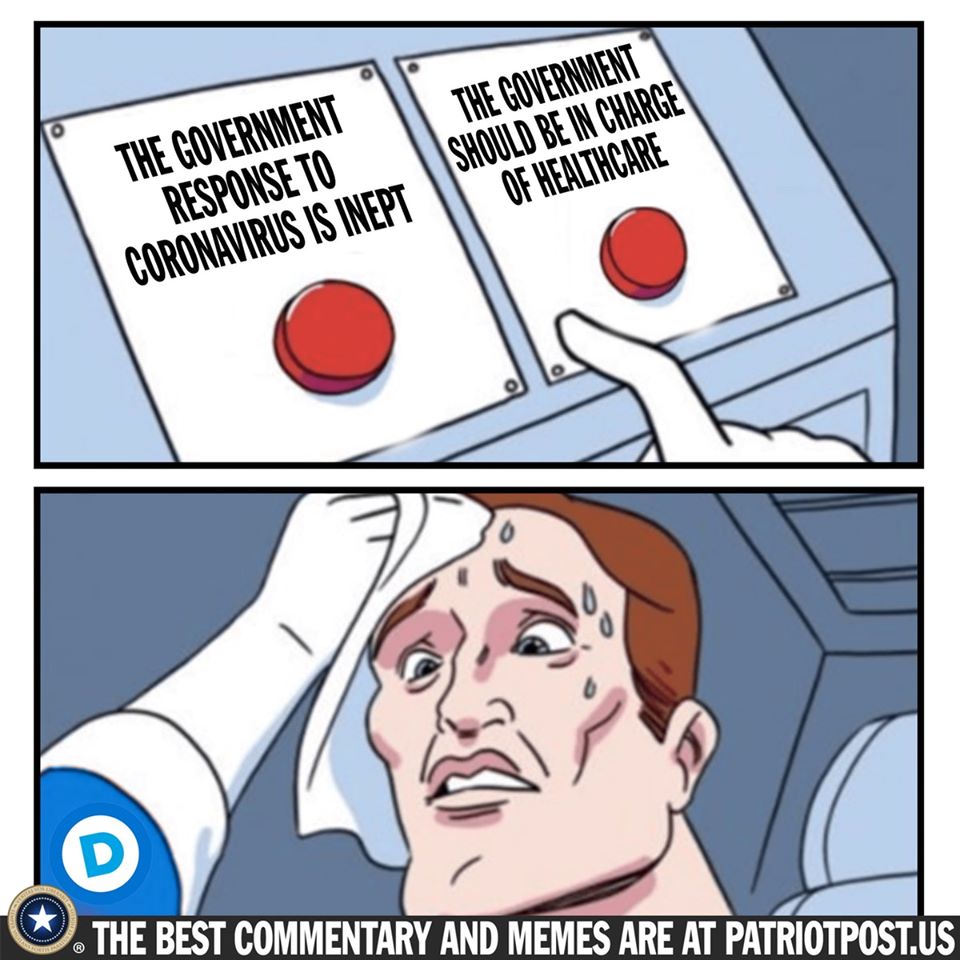 THE GOVERNMENT
RESPONSE TO
CORONAVIRUS IS INEPT
THE GOVERNMENT
SHOULD BE IN CHARGE
OF HEALTHCARE
D
® THE BEST COMMENTARY AND MEMES ARE AT PATRIOTPOST.US